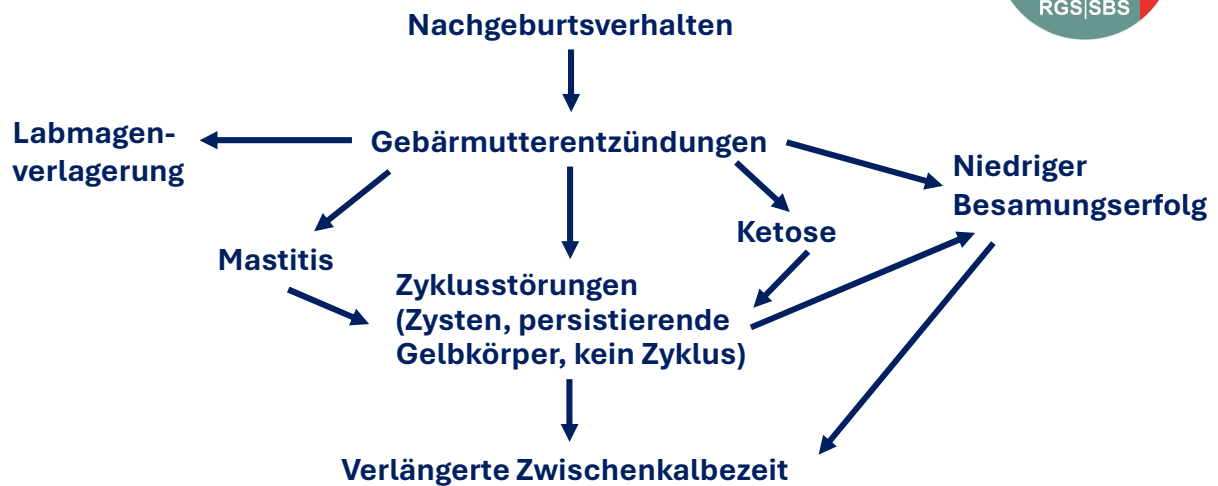 RGS|SBS
Nachgeburtsverhalten
Labmagen-
verlagerung
Gebärmutterentzündungen
Niedriger
Besamungserfolg
Ketose
Mastitis
Zyklusstörungen
(Zysten, persistierende
Gelbkörper, kein Zyklus)
Verlängerte Zwischenkalbezeit